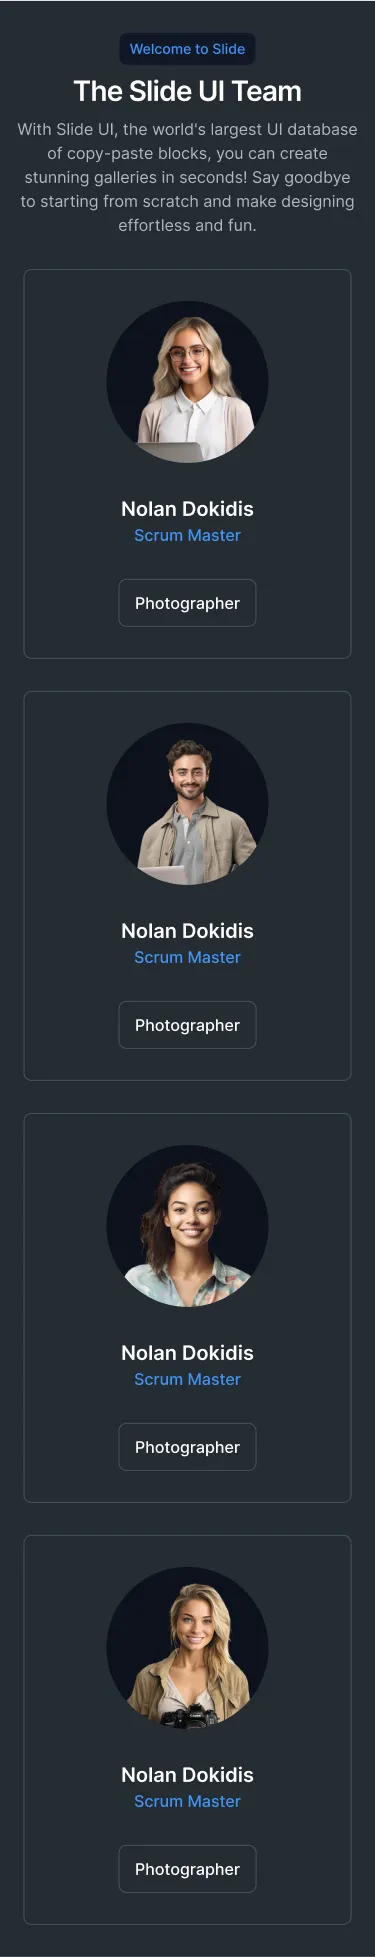 Welcome to Slide
The Slide UI Team
With Slide UI, the world's largest UI database
of copy-paste blocks, you can create
stunning galleries in seconds! Say goodbye
to starting from scratch and make designing
effortless and fun.
Nolan Dokidis
Scrum Master
Photographer
Nolan Dokidis
Scrum Master
Photographer
Nolan Dokidis
Scrum Master
Photographer
Nolan Dokidis
Scrum Master
Photographer